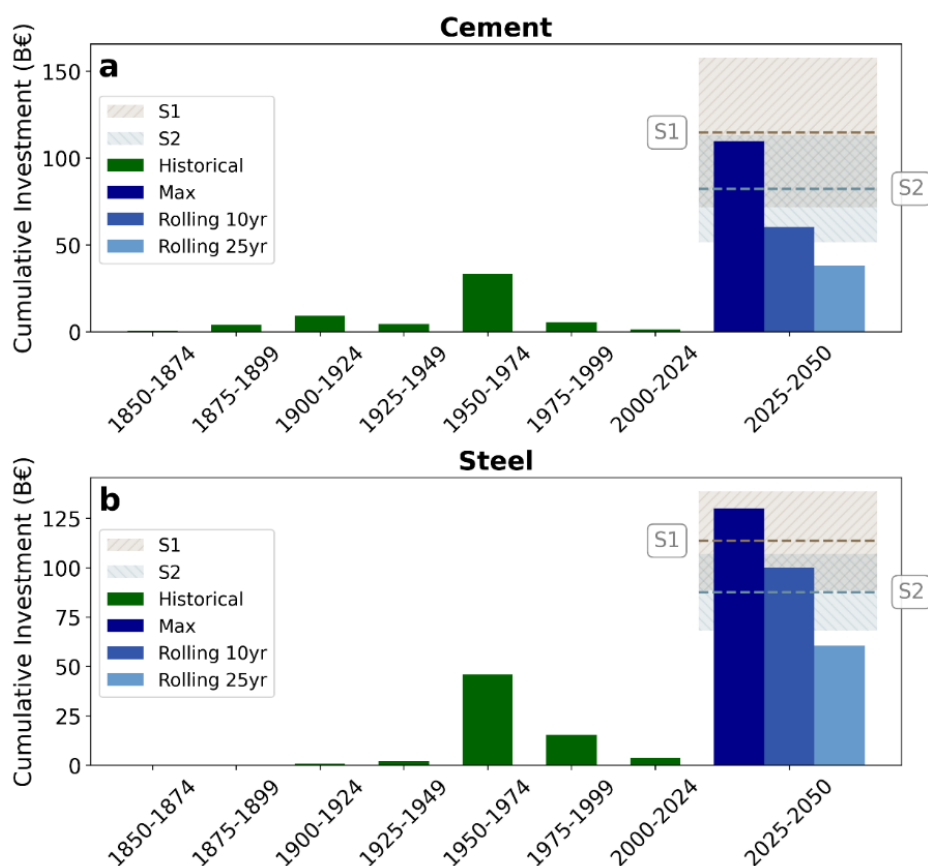 Cement
a
Cumulative Investment (B€)
150
100
50
0
S1
S2
Historical
Max
Rolling 10yr
Rolling 25yr
S1
S2
1850-1874
1875-1899
1900-1924
1925-1949
1950-1974
1975-1999
2000-2024
2025-2050
Steel
b
Cumulative Investment (B€)
125
100
75
50
25
0
S1
S2
Historical
Max
Rolling 10yr
Rolling 25yr
S1
S2
1850-1874
1875-1899
1900-1924
1925-1949
1950-1974
1975-1999
2000-2024
2025-2050